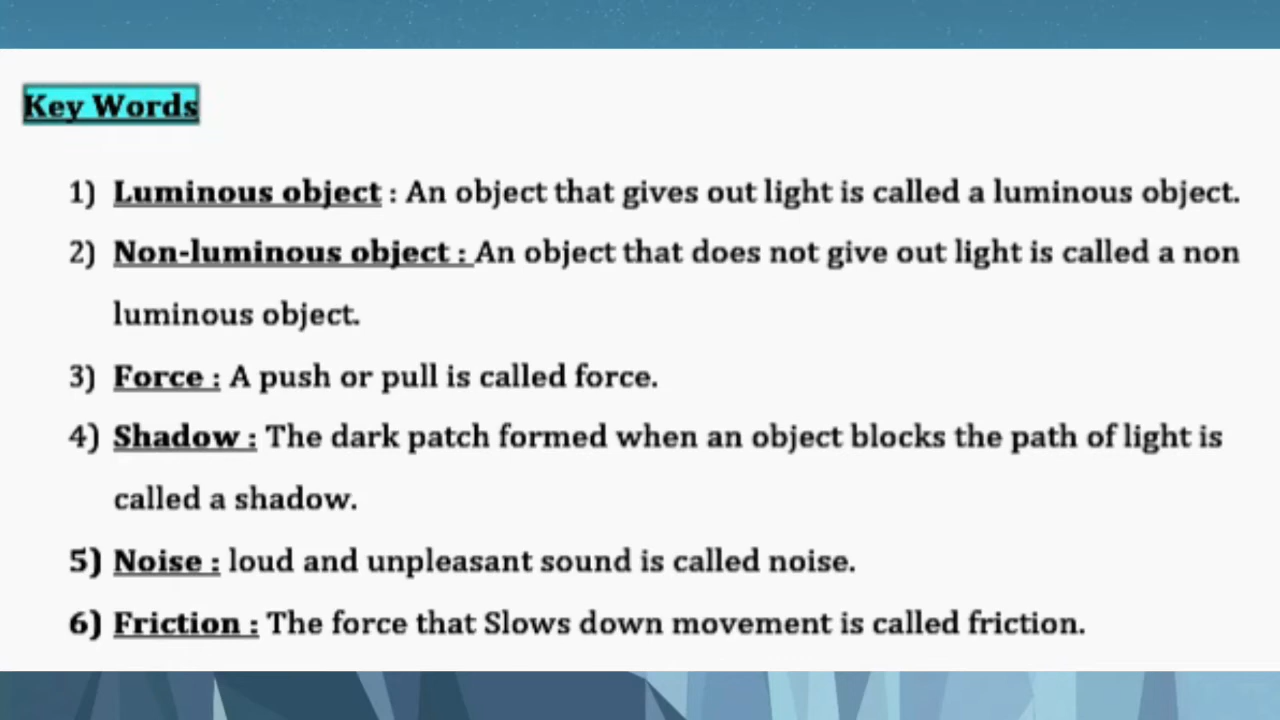 Key Words
1) Luminous object : An object that gives out light is called a luminous object.
2) Non-luminous object : An object that does not give out light is called a non
luminous object.
3) Force : A push or pull is called force.
4) Shadow : The dark patch formed when an object blocks the path of light is
called a shadow.
5) Noise : loud and unpleasant sound is called noise.
6) Friction : The force that Slows down movement is called friction.